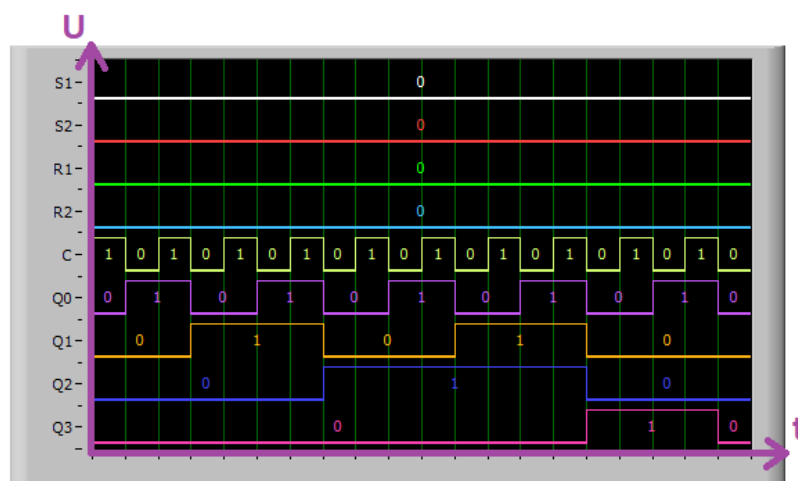 U
S1- 0
S2- 0
R1- 0
R2- 0
C- 1 0 1 0 1 0 1 0 1 0 1 0 1 0 1 0 1 0 1 0
Q0- 0 1 0 1 0 1 0 1 0 1 0
Q1- 0 1 0 1 0
Q2- 0 1 0
Q3- 0 1 0
t